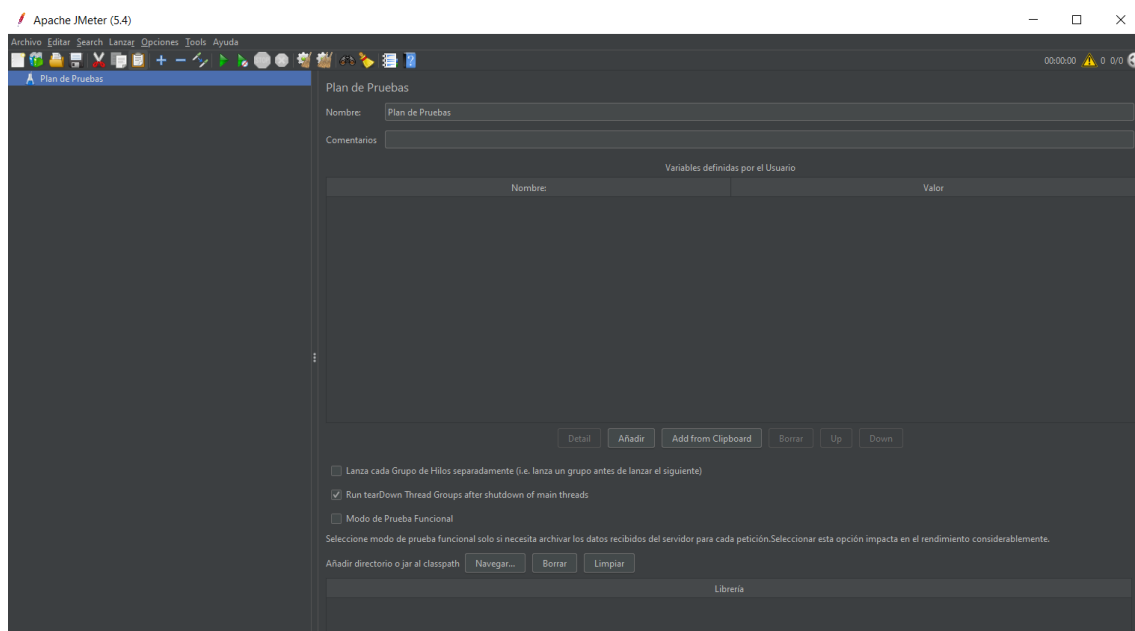 Apache JMeter (5.4)
Archivo Editar Search Lanzar Opciones Tools Ayuda
00:00:00 0 0/0
Plan de Pruebas
Plan de Pruebas
Nombre: Plan de Pruebas
Comentarios
Variables definidas por el Usuario
Nombre: Valor
Detail Añadir Add from Clipboard Borrar Up Down
Lanza cada Grupo de Hilos separadamente (i.e. lanza un grupo antes de lanzar el siguiente)
Run tearDown Thread Groups after shutdown of main threads
Modo de Prueba Funcional
Seleccione modo de prueba funcional solo si necesita archivar los datos recibidos del servidor para cada petición.Seleccionar esta opción impacta en el rendimiento considerablemente.
Añadir directorio o jar al classpath Navegar... Borrar Limpiar
Librería